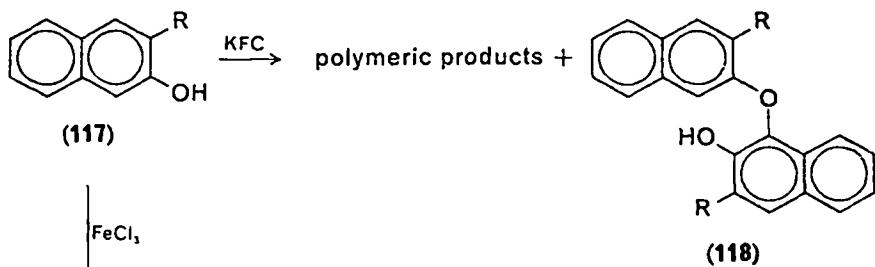 R
KFC
polymeric products +
OH
(117)
R
O
HO
R
(118)
FeCl₃